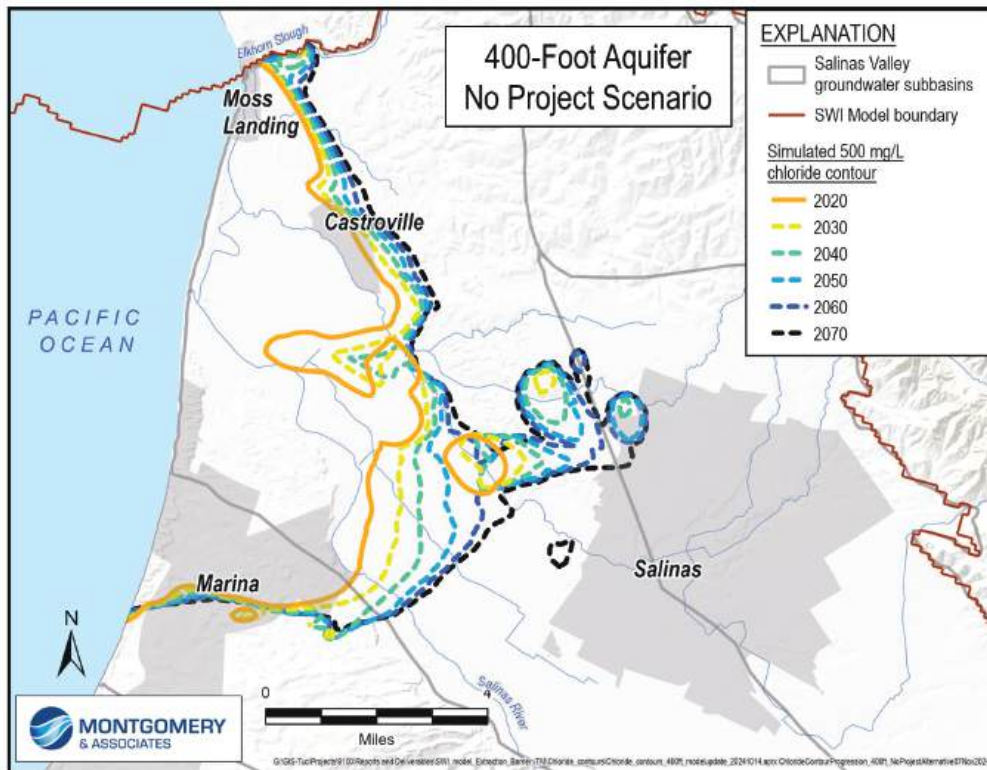 400-Foot Aquifer
No Project Scenario
EXPLANATION
Salinas Valley
groundwater subbasins
SWI Model boundary
Simulated 500 mg/L
chloride contour
2020
2030
2040
2050
2060
2070
Elkhorn Slough
Moss
Landing
Castroville
PACIFIC
OCEAN
Marina
Salinas
Salinas River
N
0
4
Miles
MONTGOMERY
& ASSOCIATES